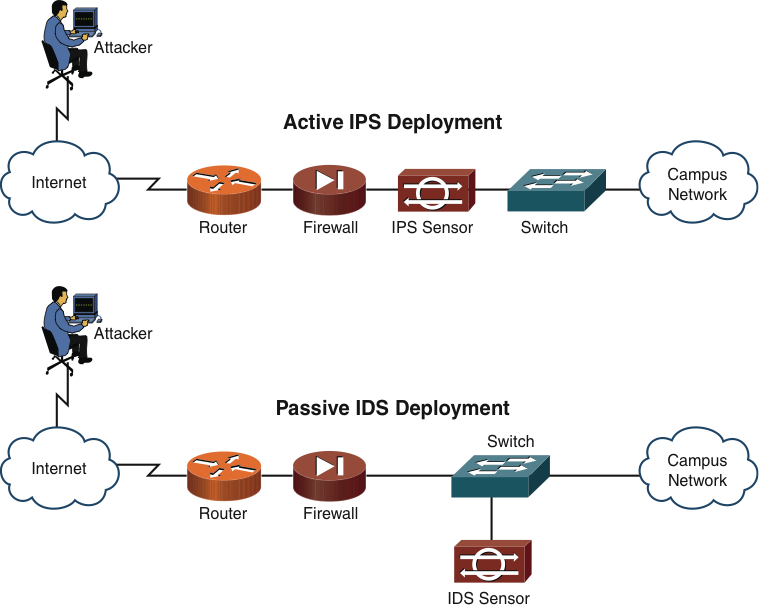 Attacker
Active IPS Deployment
Internet
Campus
Network
Router
Firewall
IPS Sensor
Switch
Attacker
Passive IDS Deployment
Switch
Internet
Campus
Network
Router
Firewall
IDS Sensor